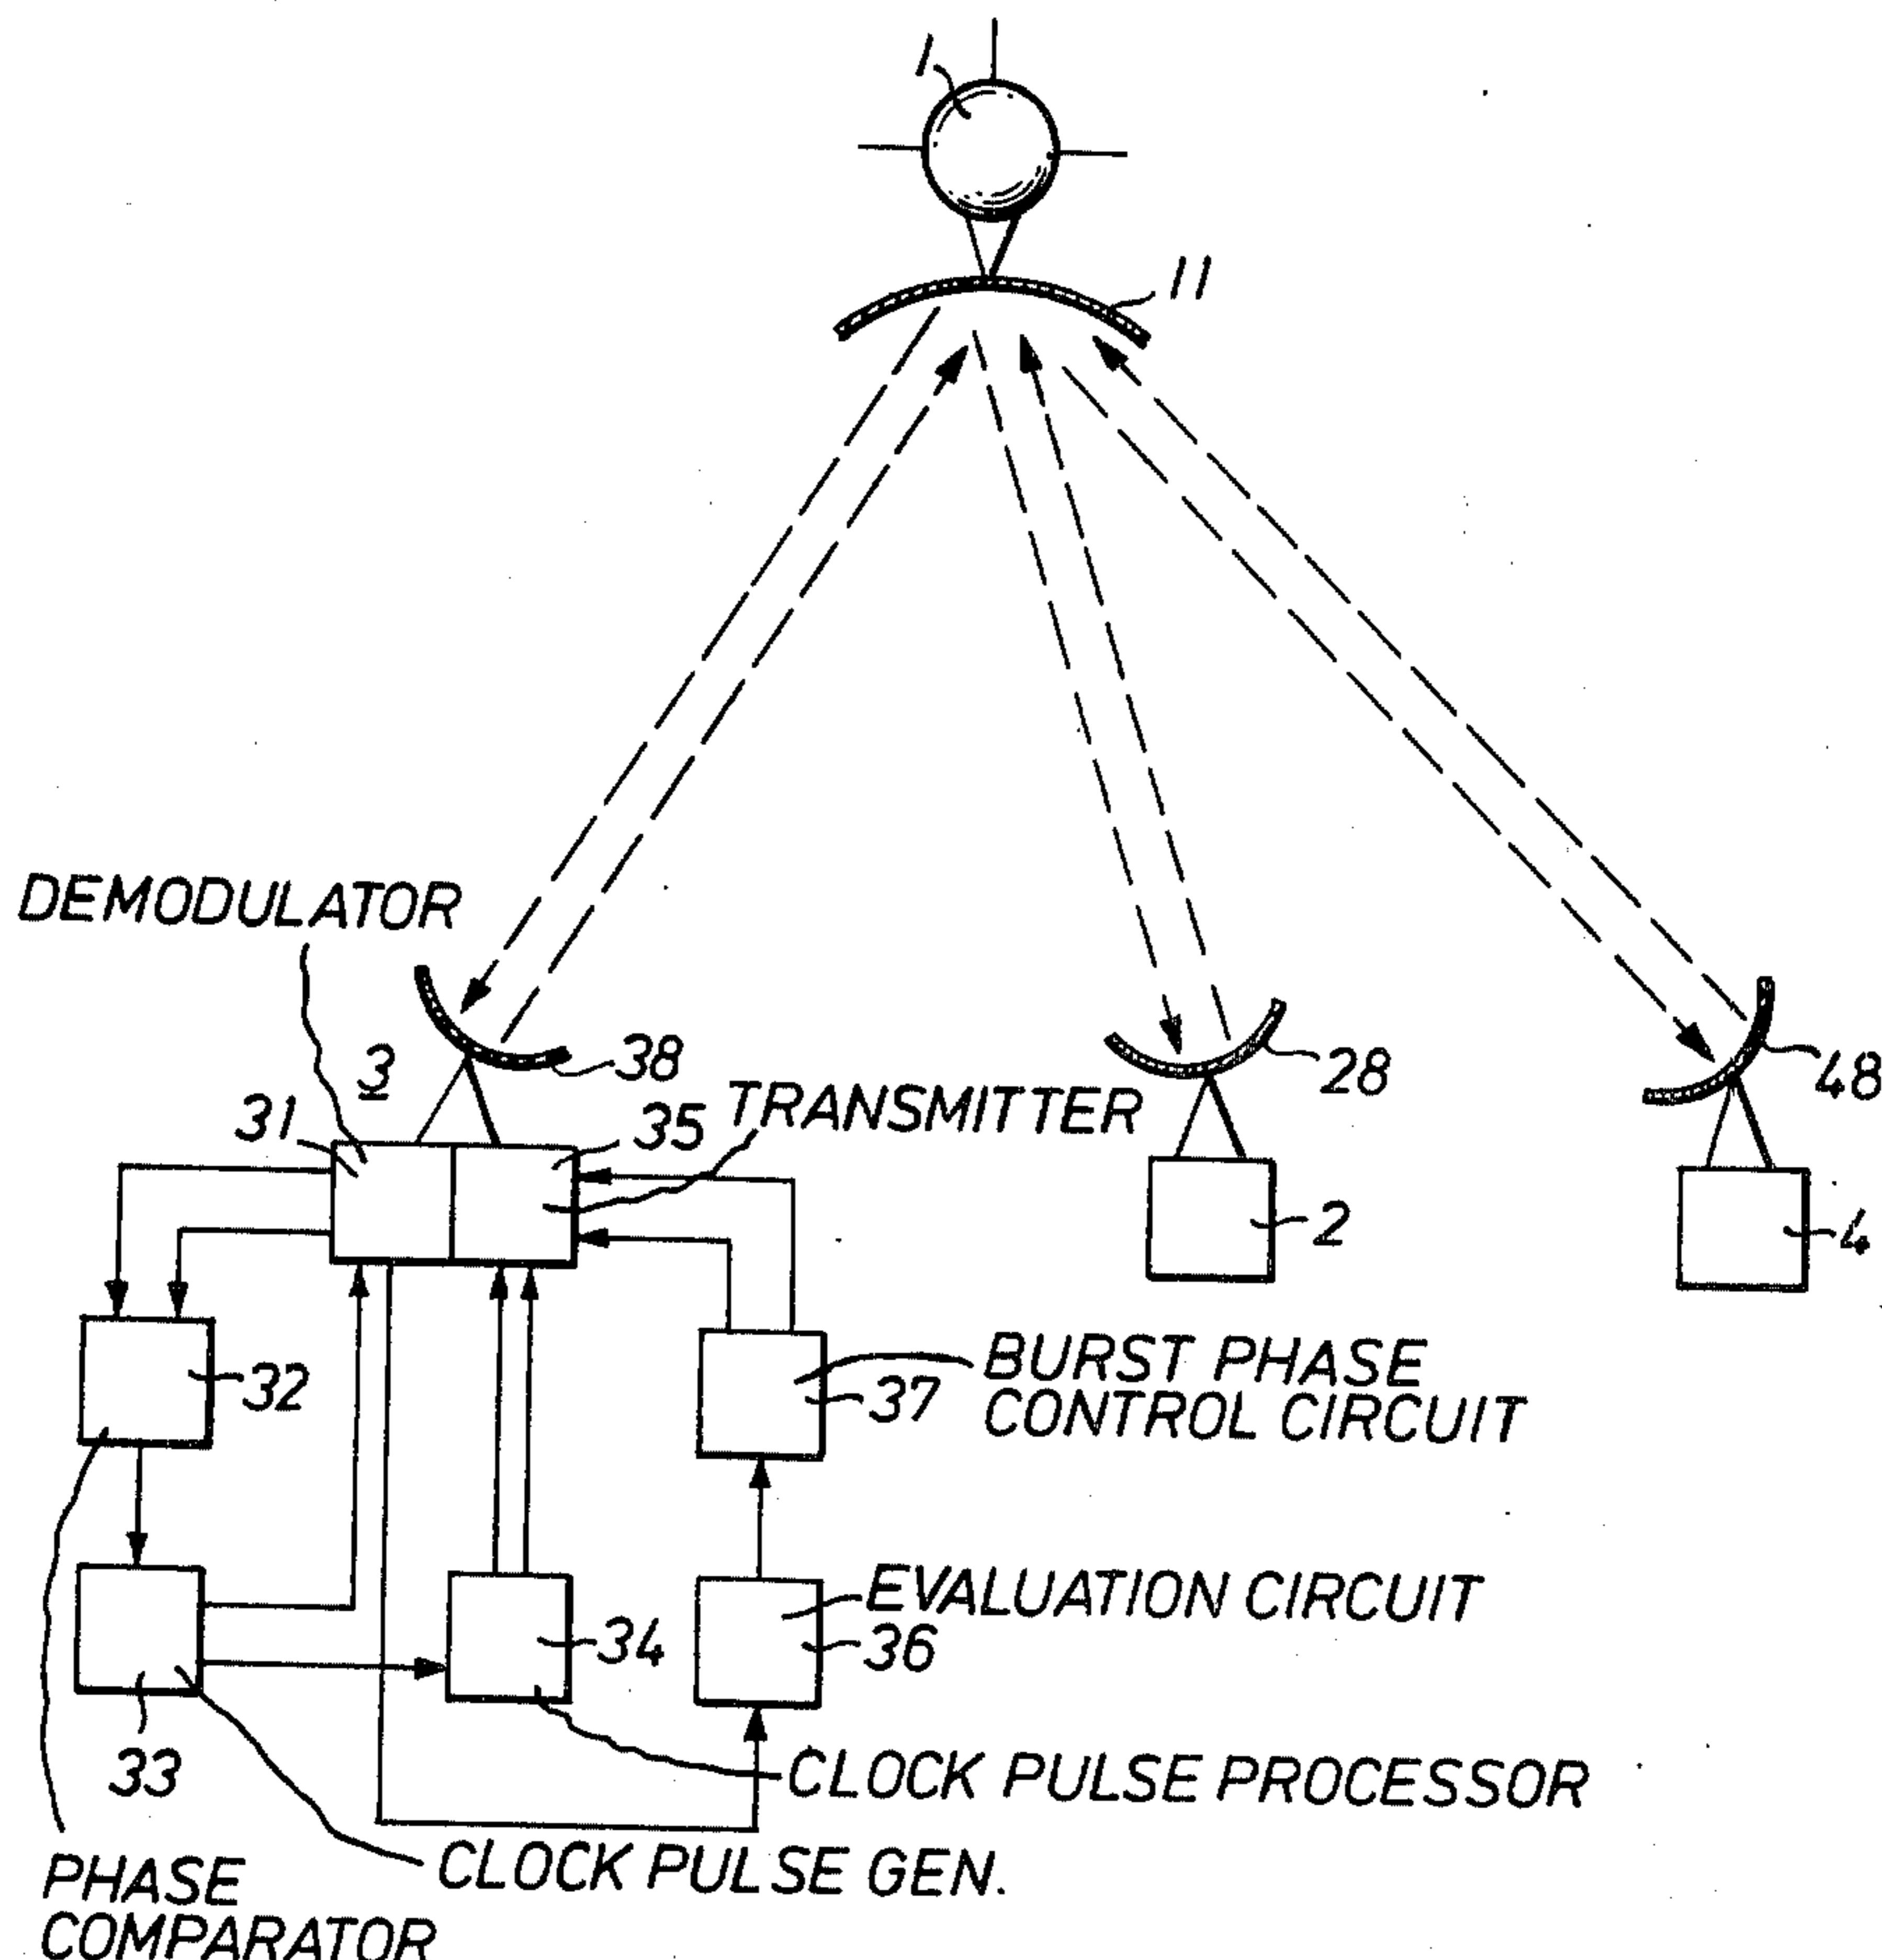 1
11
DEMODULATOR
3
38
28
48
31
35
TRANSMITTER
2
4
32
37
BURST PHASE
CONTROL CIRCUIT
EVALUATION CIRCUIT
34
36
33
CLOCK PULSE PROCESSOR
CLOCK PULSE GEN.
PHASE
COMPARATOR